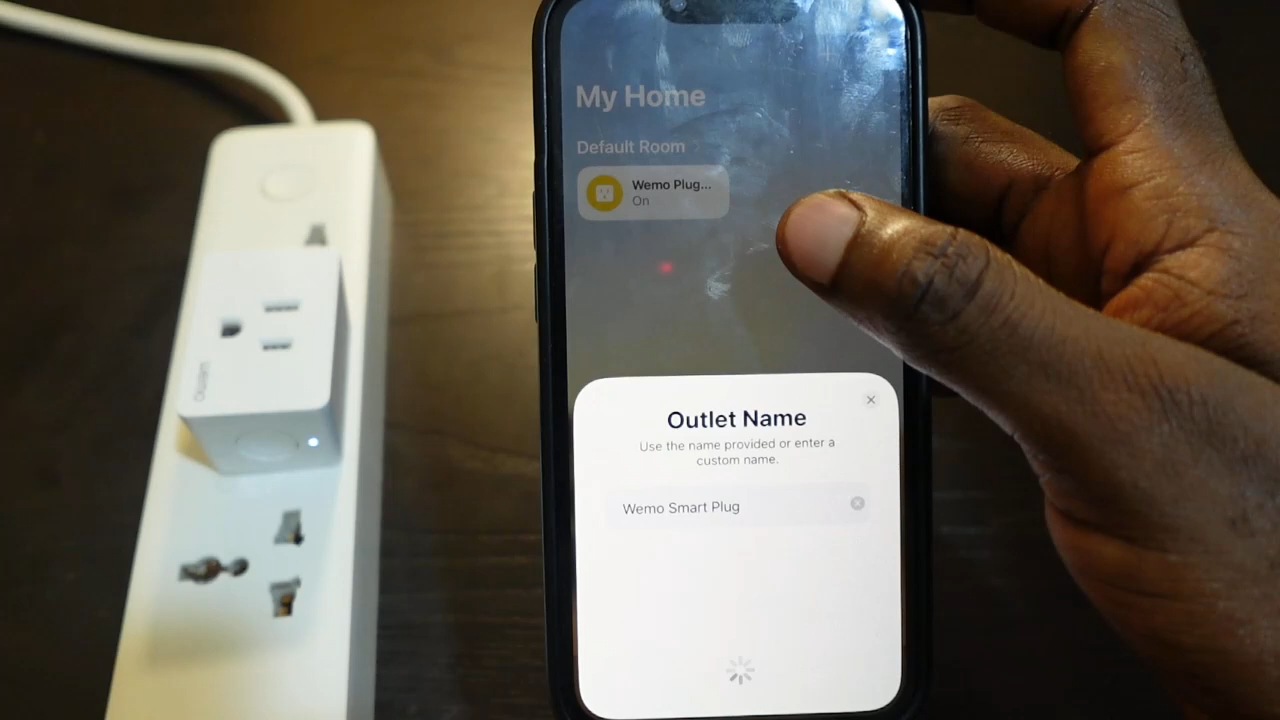 My Home
Default Room
Wemo Plug...
On
Outlet Name
Use the name provided or enter a
custom name.
Wemo Smart Plug
wemo